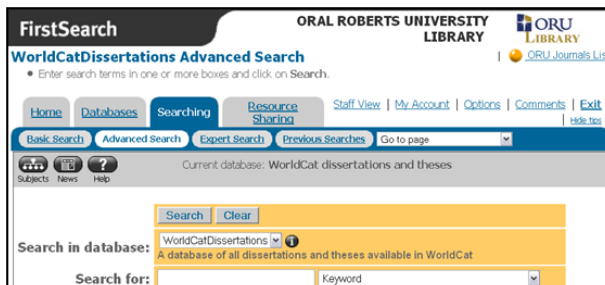 FirstSearch
ORAL ROBERTS UNIVERSITY
LIBRARY
ORU
LIBRARY
WorldCatDissertations Advanced Search
| ORU Journals Lis
• Enter search terms in one or more boxes and click on Search.
Home Databases Searching Resource Sharing
Staff View | My Account | Options | Comments | Exit
| Hide tips
Basic Search Advanced Search Expert Search Previous Searches Go to page
Subjects News Help
Current database: WorldCat dissertations and theses
Search Clear
Search in database: WorldCatDissertations
A database of all dissertations and theses available in WorldCat
Search for: Keyword